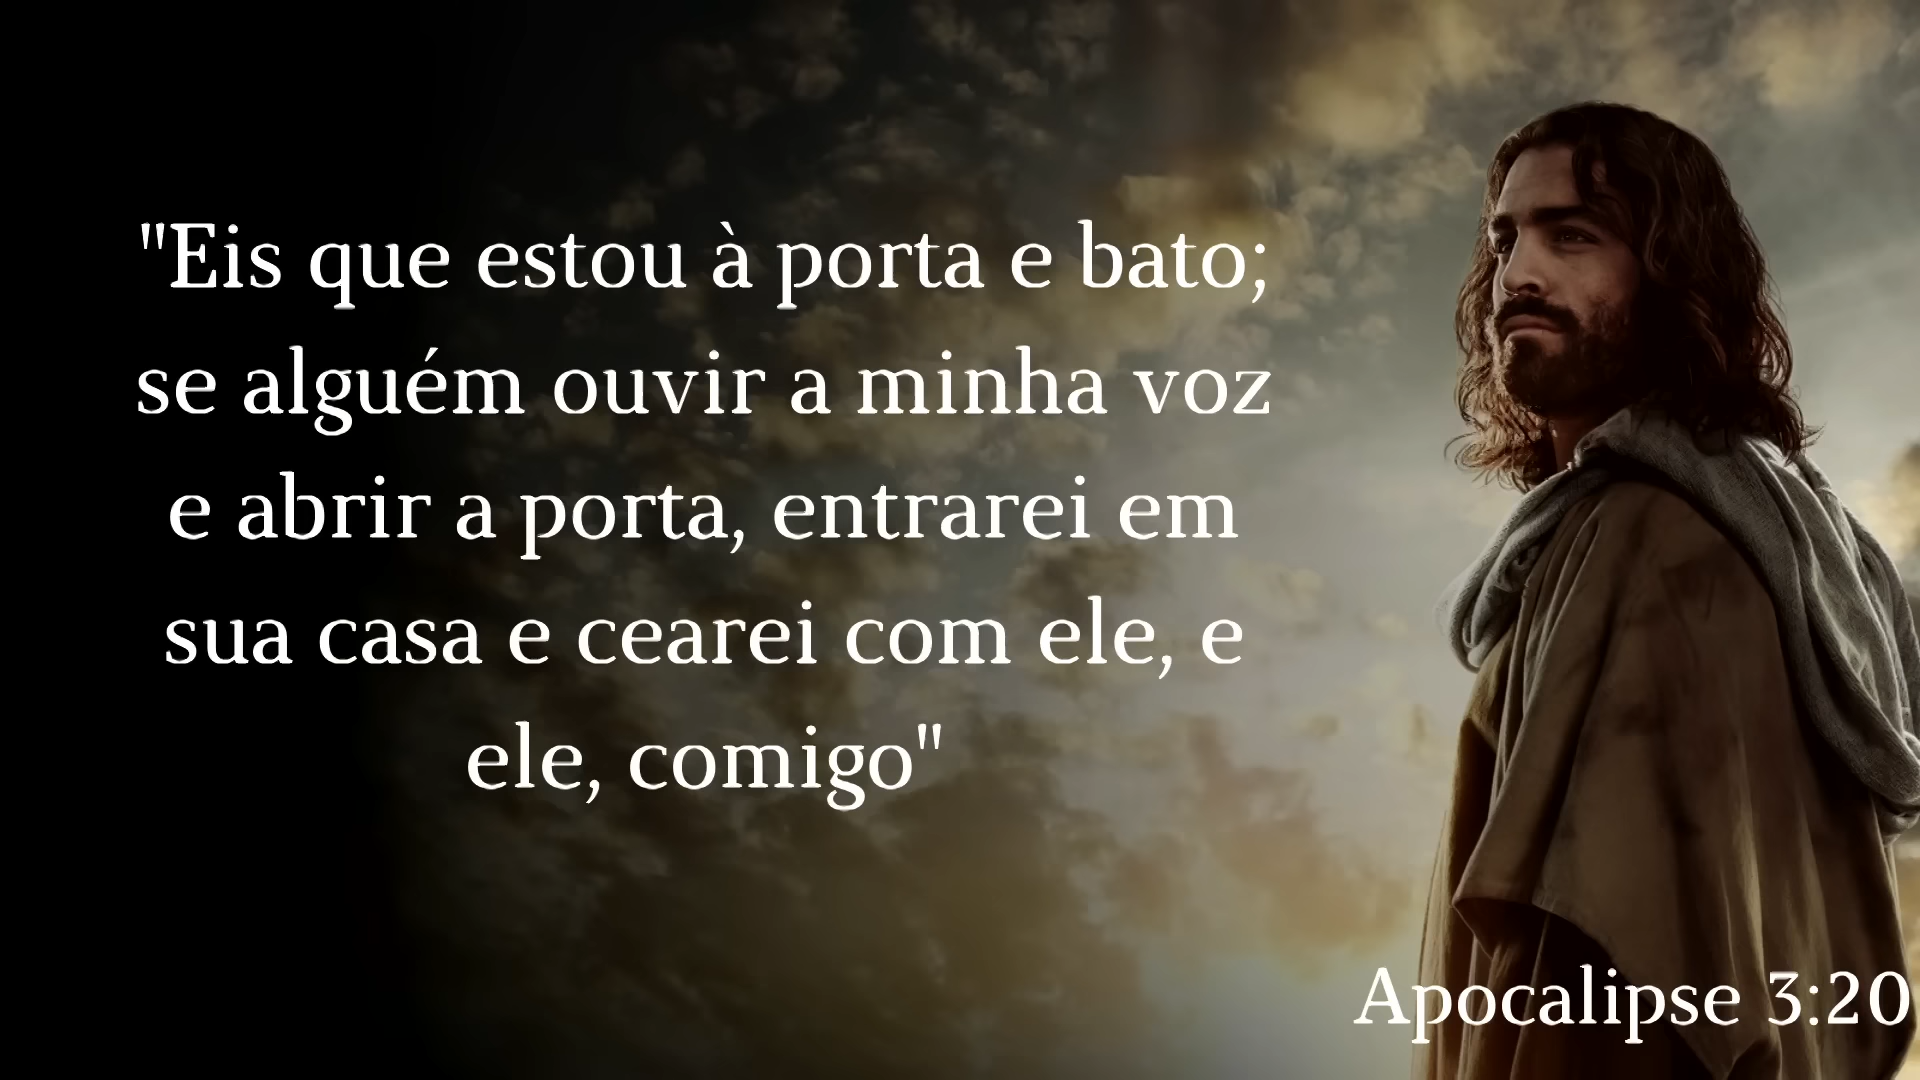 "Eis que estou à porta e bato;
se alguém ouvir a minha voz
e abrir a porta, entrarei em
sua casa e cearei com ele, e
ele, comigo"
Apocalipse 3:20